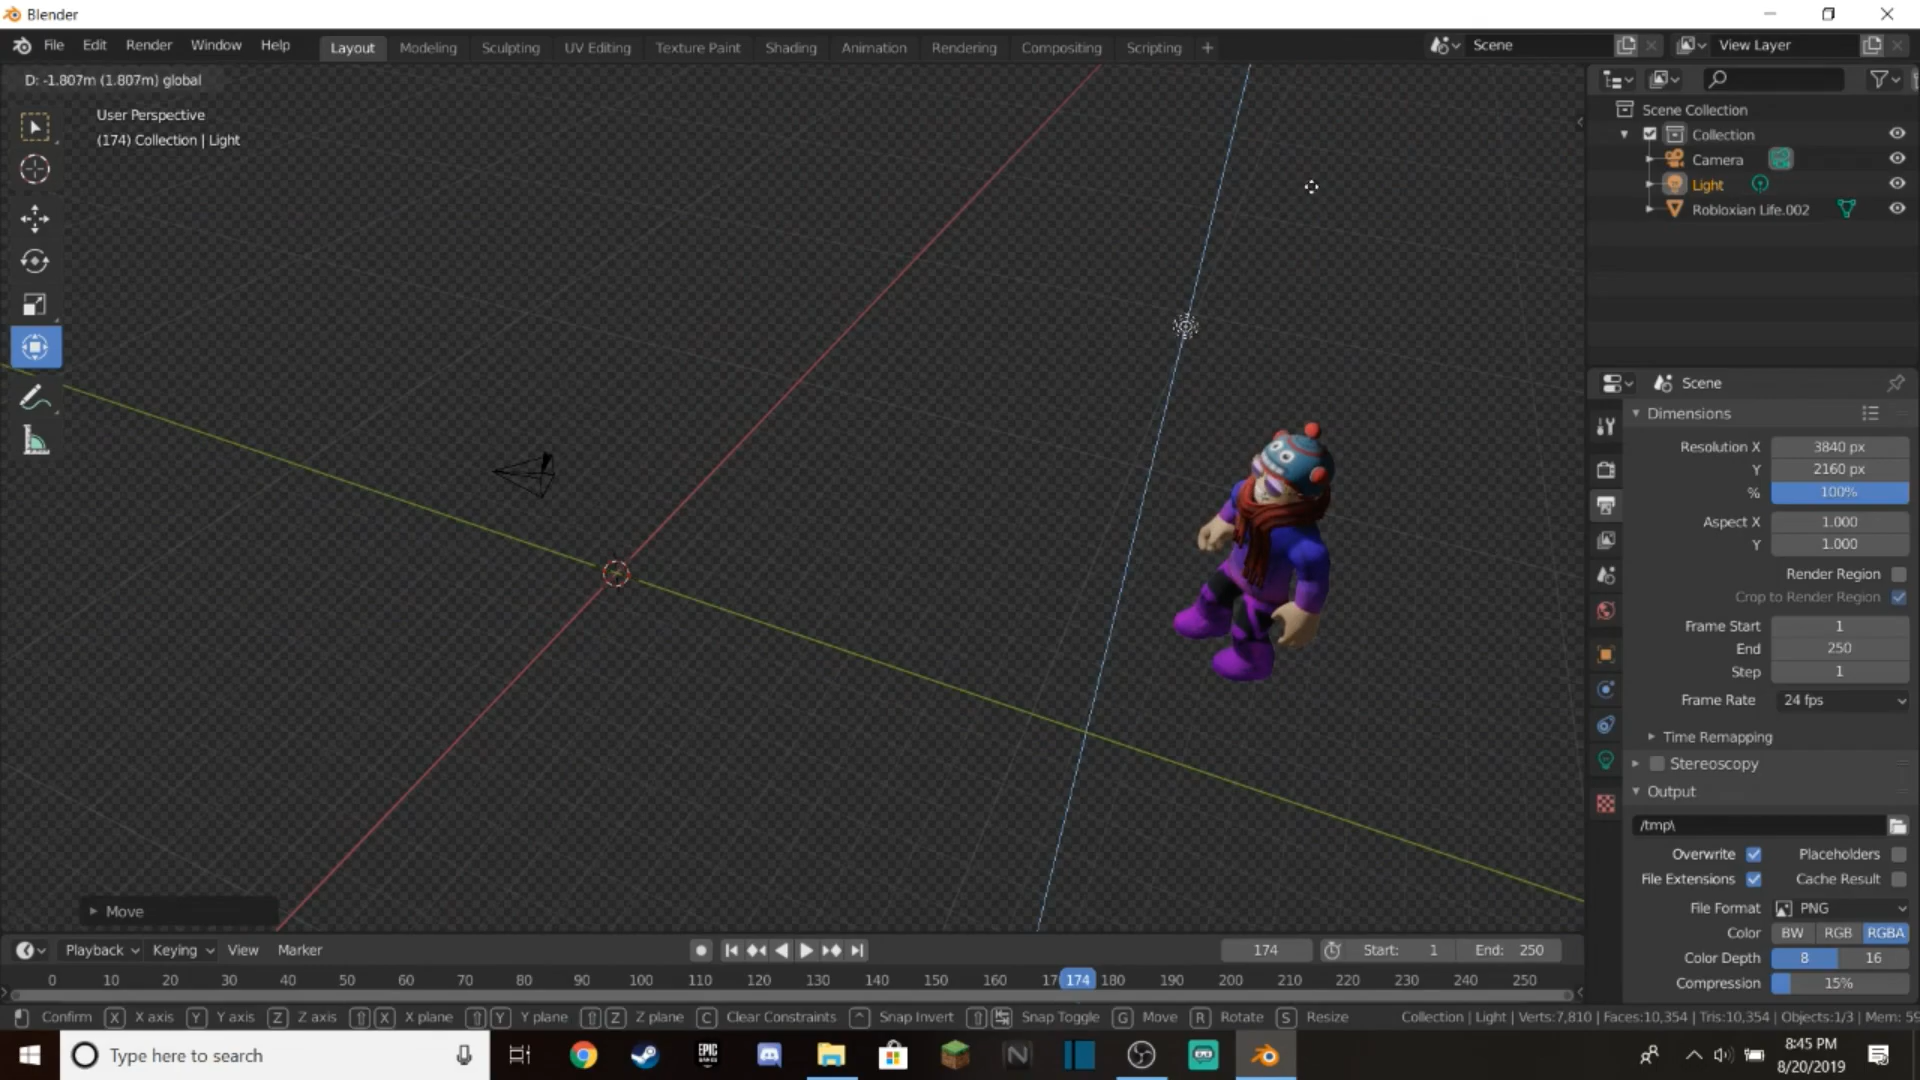 Blender
File Edit Render Window Help Layout Modeling Sculpting UV Editing Texture Paint Shading Animation Rendering Compositing Scripting + Scene View Layer
D: -1.807m (1.807m) global
User Perspective
(174) Collection | Light
Scene Collection
Collection
Camera
Light
Robloxian Life.002
Scene
Dimensions
Resolution X 3840 px
Y 2160 px
% 100%
Aspect X 1.000
Y 1.000
Render Region
Crop to Render Region
Frame Start 1
End 250
Step 1
Frame Rate 24 fps
Time Remapping
Stereoscopy
Output
/tmp\
Overwrite Placeholders
File Extensions Cache Result
File Format PNG
Color BW RGB RGBA
Color Depth 8 16
Compression 15%
Move
Playback Keying View Marker 174 Start: 1 End: 250
0 10 20 30 40 50 60 70 80 90 100 110 120 130 140 150 160 17 174 180 190 200 210 220 230 240 250
Confirm X X axis Y Y axis Z Z axis X X plane Y Y plane Z Z plane C Clear Constraints ^ Snap Invert Snap Toggle G Move R Rotate S Resize Collection | Light | Verts:7,810 | Faces:10,354 | Tris:10,354 | Objects:1/3 | Mem: 59
Type here to search
EPIC
N
8:45 PM
8/20/2019